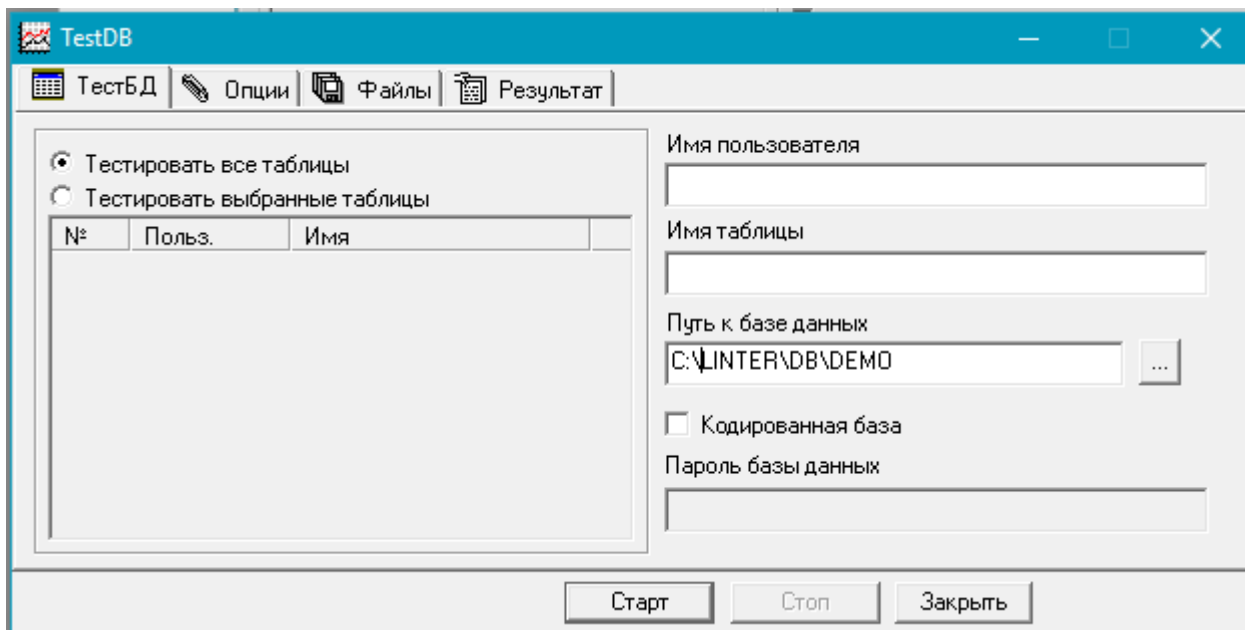 TestDB
ТестБД Опции Файлы Результат
Тестировать все таблицы
Тестировать выбранные таблицы
№ Польз. Имя
Имя пользователя
Имя таблицы
Путь к базе данных
C:\LINTER\DB\DEMO
...
Кодированная база
Пароль базы данных
Старт Стоп Закрыть